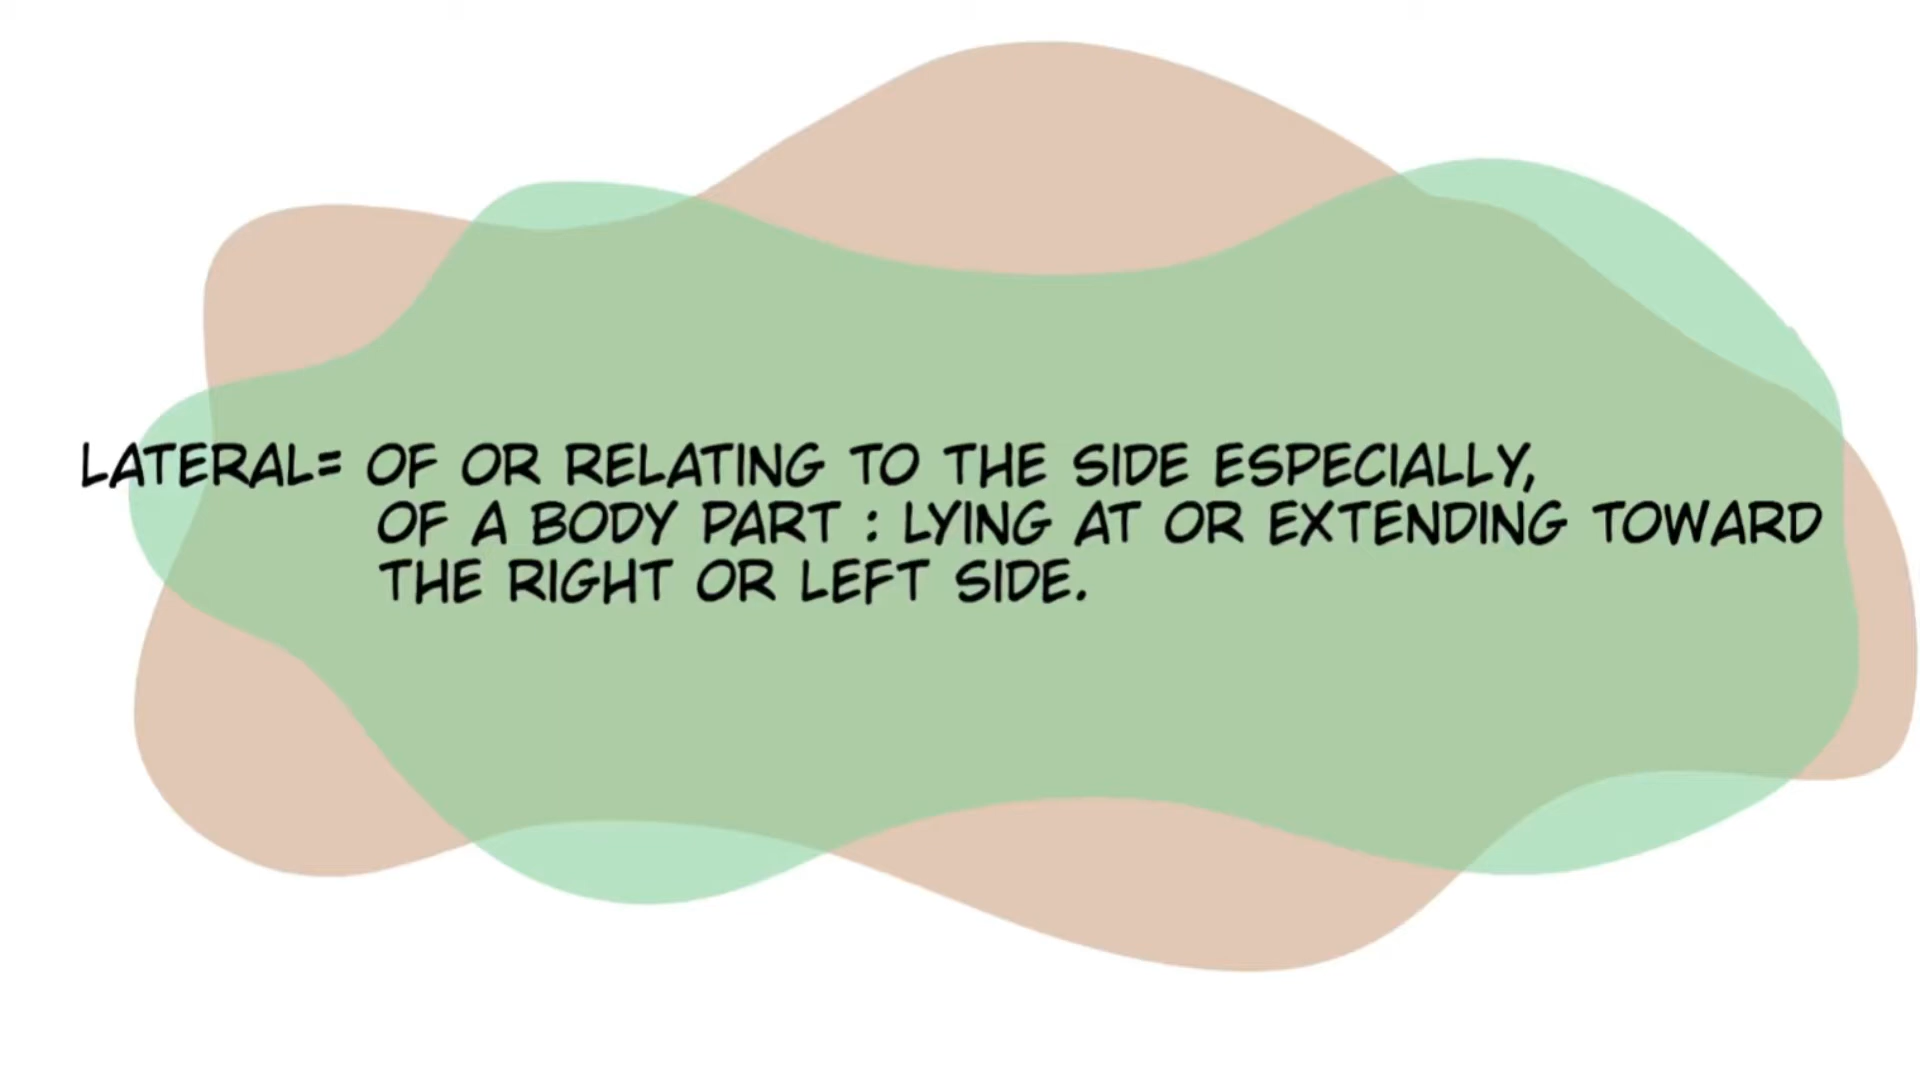 LATERAL= OF OR RELATING TO THE SIDE ESPECIALLY,
OF A BODY PART : LYING AT OR EXTENDING TOWARD
THE RIGHT OR LEFT SIDE.